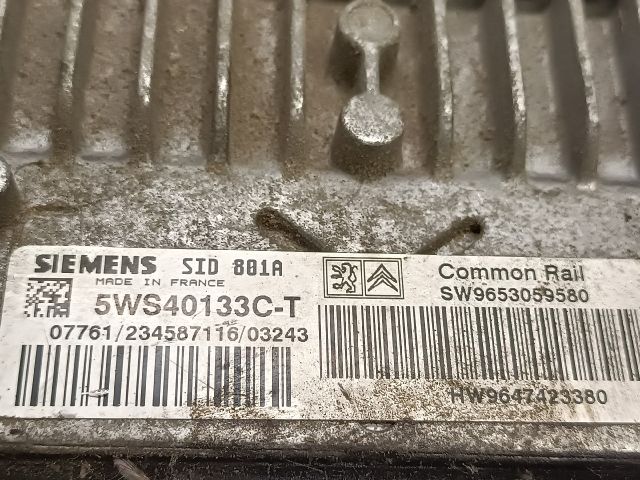 SIEMENS SID 801A
MADE IN FRANCE
5WS40133C-T
07761/234587116/03243
Common Rail
SW9653059580
HW9647423380